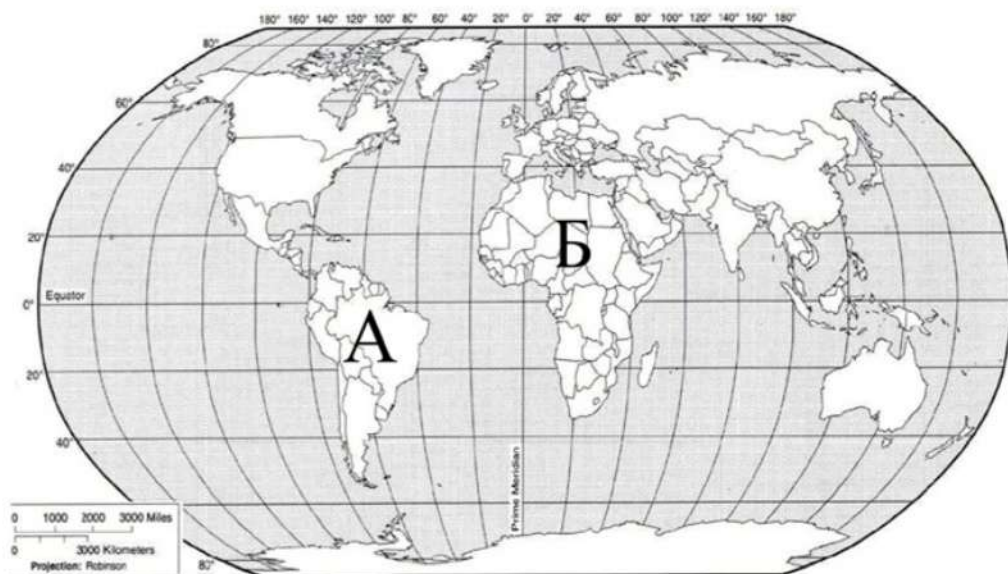 180° 160° 140° 120° 100° 80° 60° 40° 20° 0° 20° 40° 60° 80° 100° 120° 140° 160° 180°
80°
60°
40°
20°
Б
Equator
0°
А
20°
40°
Prime Meridian
0 1000 2000 3000 Miles
0 3000 Kilometers
Projection: Robinson
80°